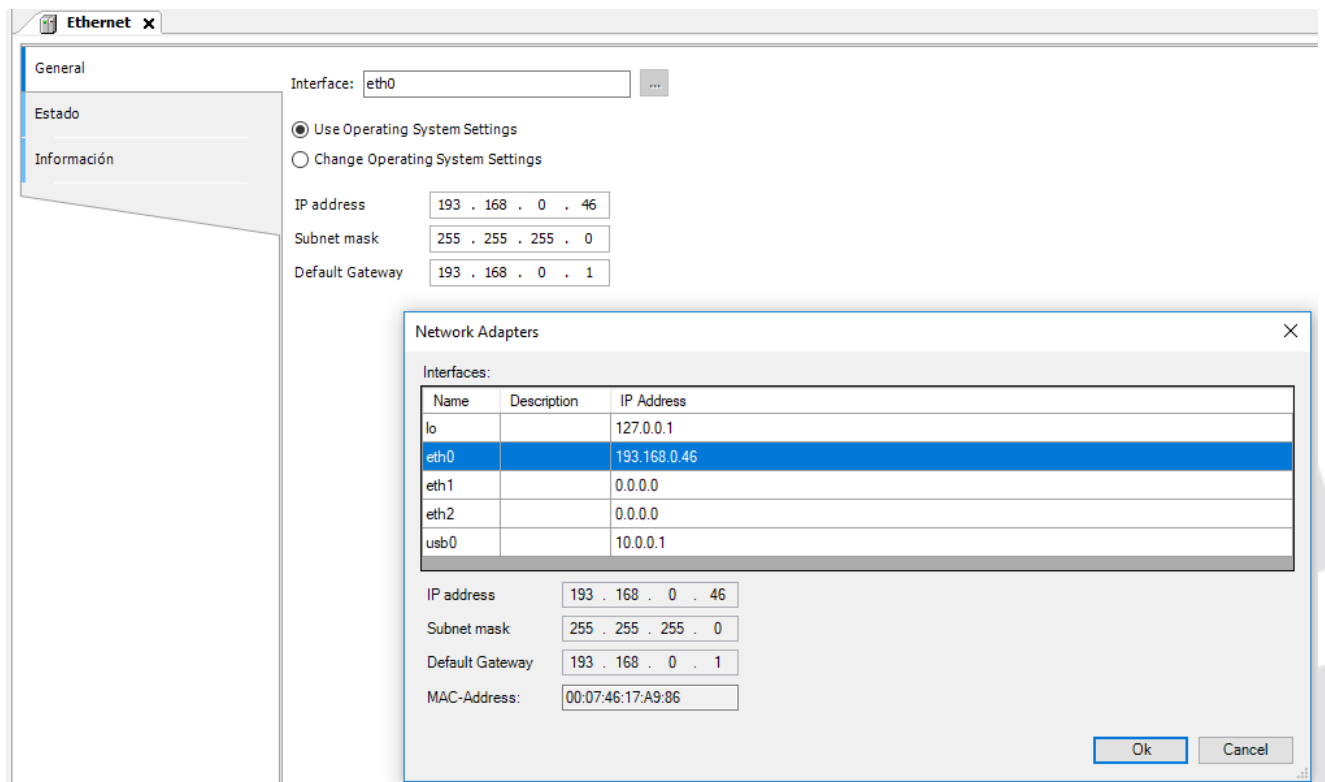 Ethernet x
General
Interface: eth0 ...
Estado
Use Operating System Settings
Información
Change Operating System Settings
IP address 193 . 168 . 0 . 46
Subnet mask 255 . 255 . 255 . 0
Default Gateway 193 . 168 . 0 . 1
Network Adapters
Interfaces:
Name Description IP Address
lo 127.0.0.1
eth0 193.168.0.46
eth1 0.0.0.0
eth2 0.0.0.0
usb0 10.0.0.1
IP address 193 . 168 . 0 . 46
Subnet mask 255 . 255 . 255 . 0
Default Gateway 193 . 168 . 0 . 1
MAC-Address: 00:07:46:17:A9:86
Ok Cancel